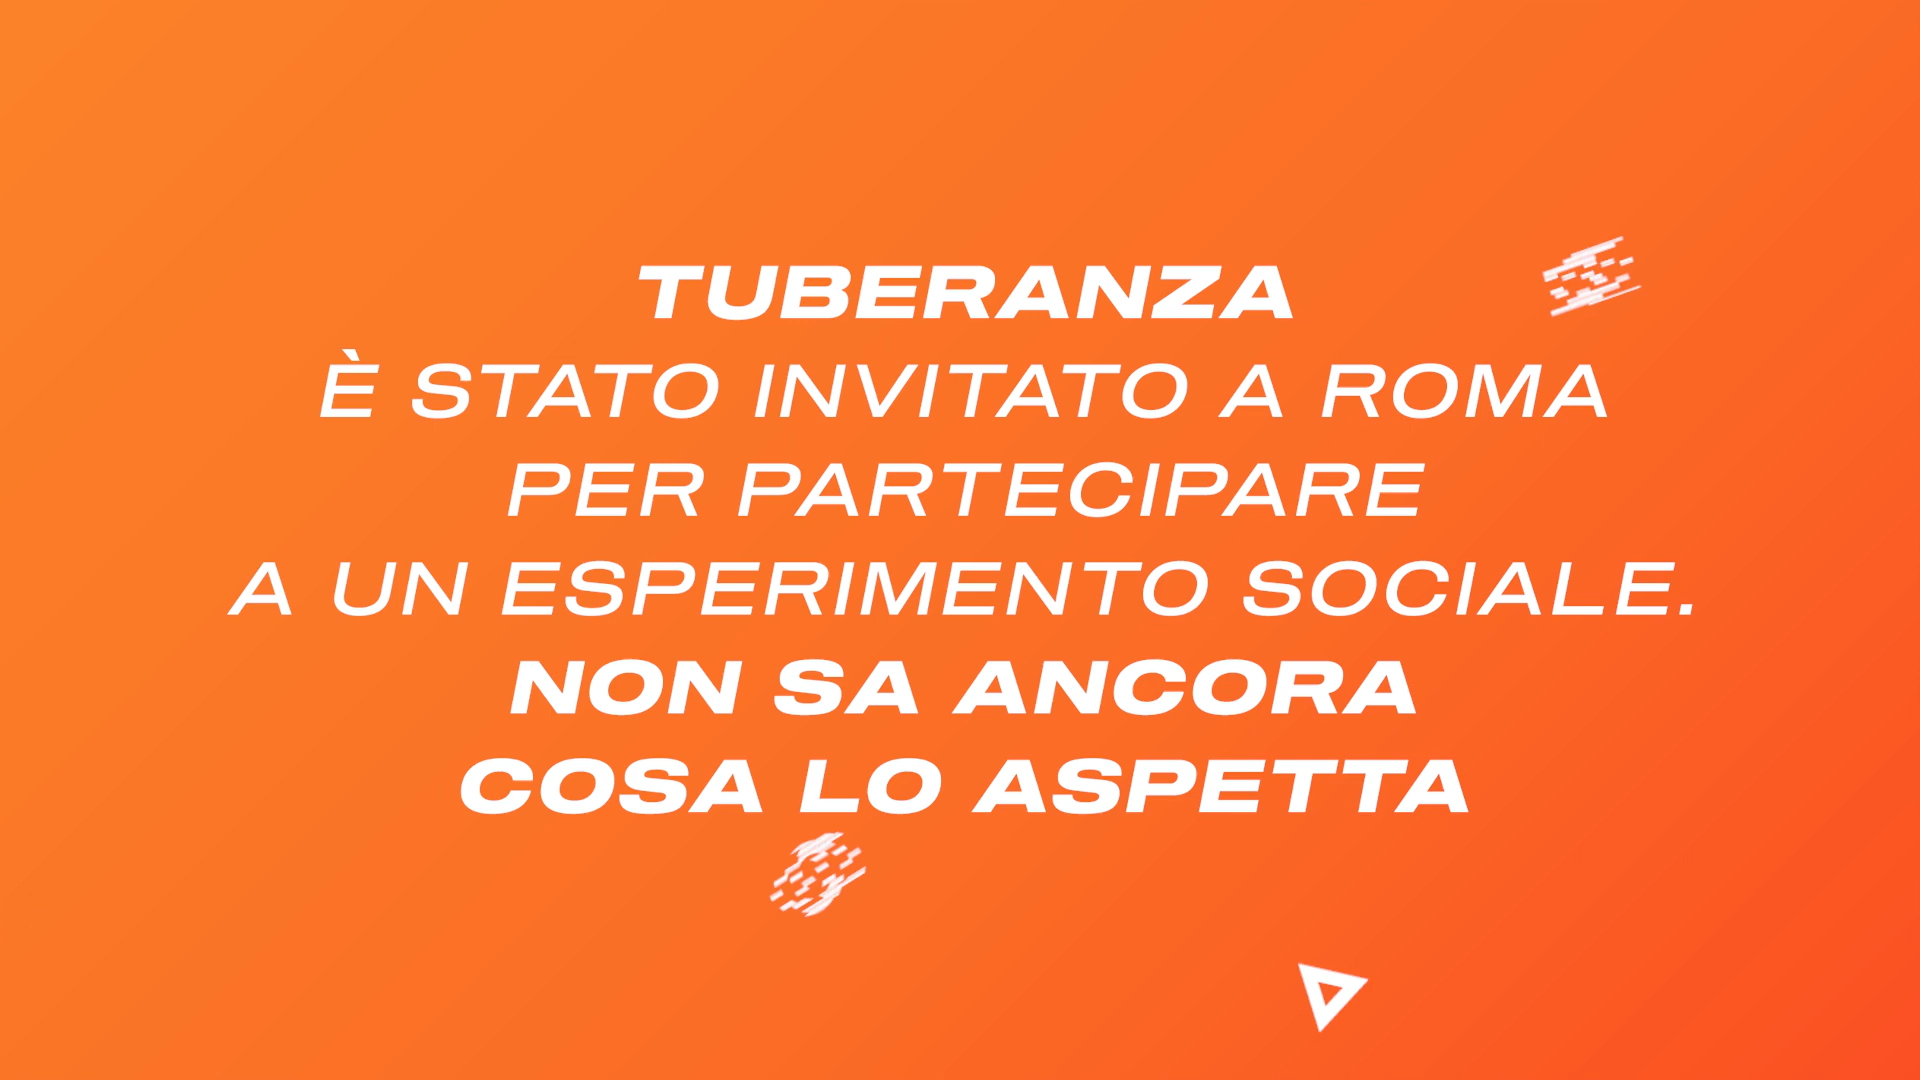 TUBERANZA
È STATO INVITATO A ROMA
PER PARTECIPARE
A UN ESPERIMENTO SOCIALE.
NON SA ANCORA
COSA LO ASPETTA